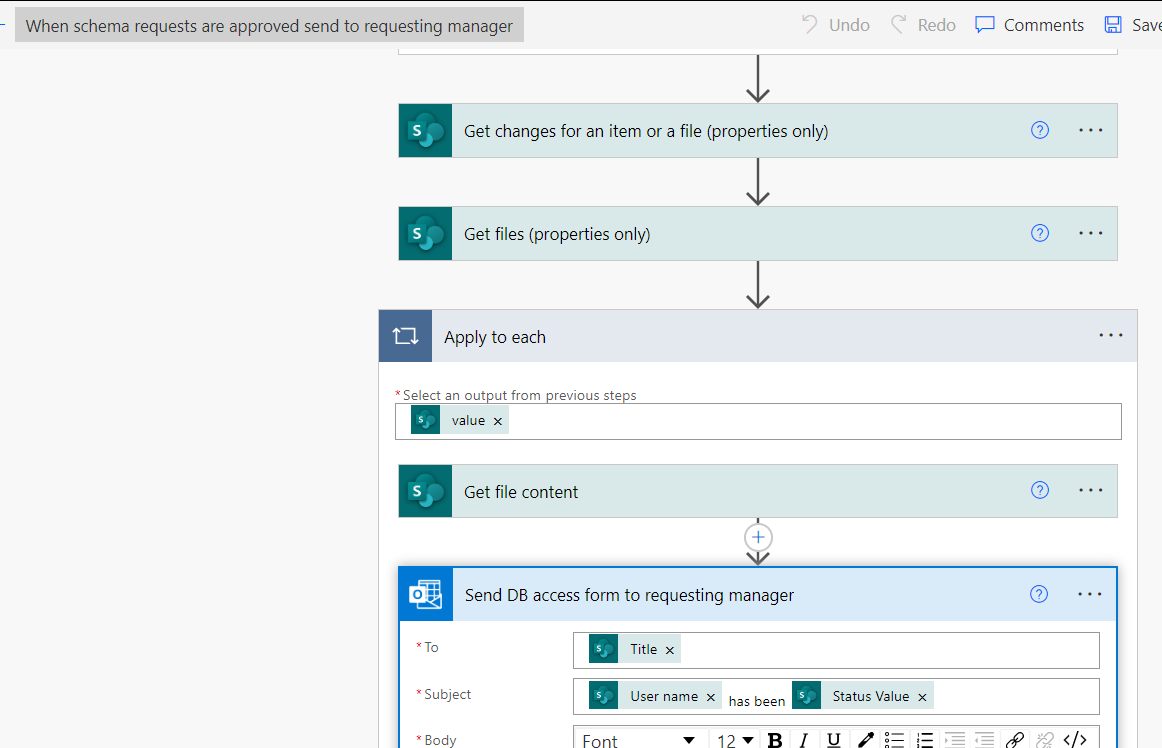 When schema requests are approved send to requesting manager
Undo Redo Comments Save
S Get changes for an item or a file (properties only) ? ...
S Get files (properties only) ? ...
Apply to each ...
* Select an output from previous steps
S value ×
S Get file content ? ...
+
O Send DB access form to requesting manager ? ...
* To S Title ×
* Subject S User name × has been S Status Value ×
* Body Font 12 B I U </>